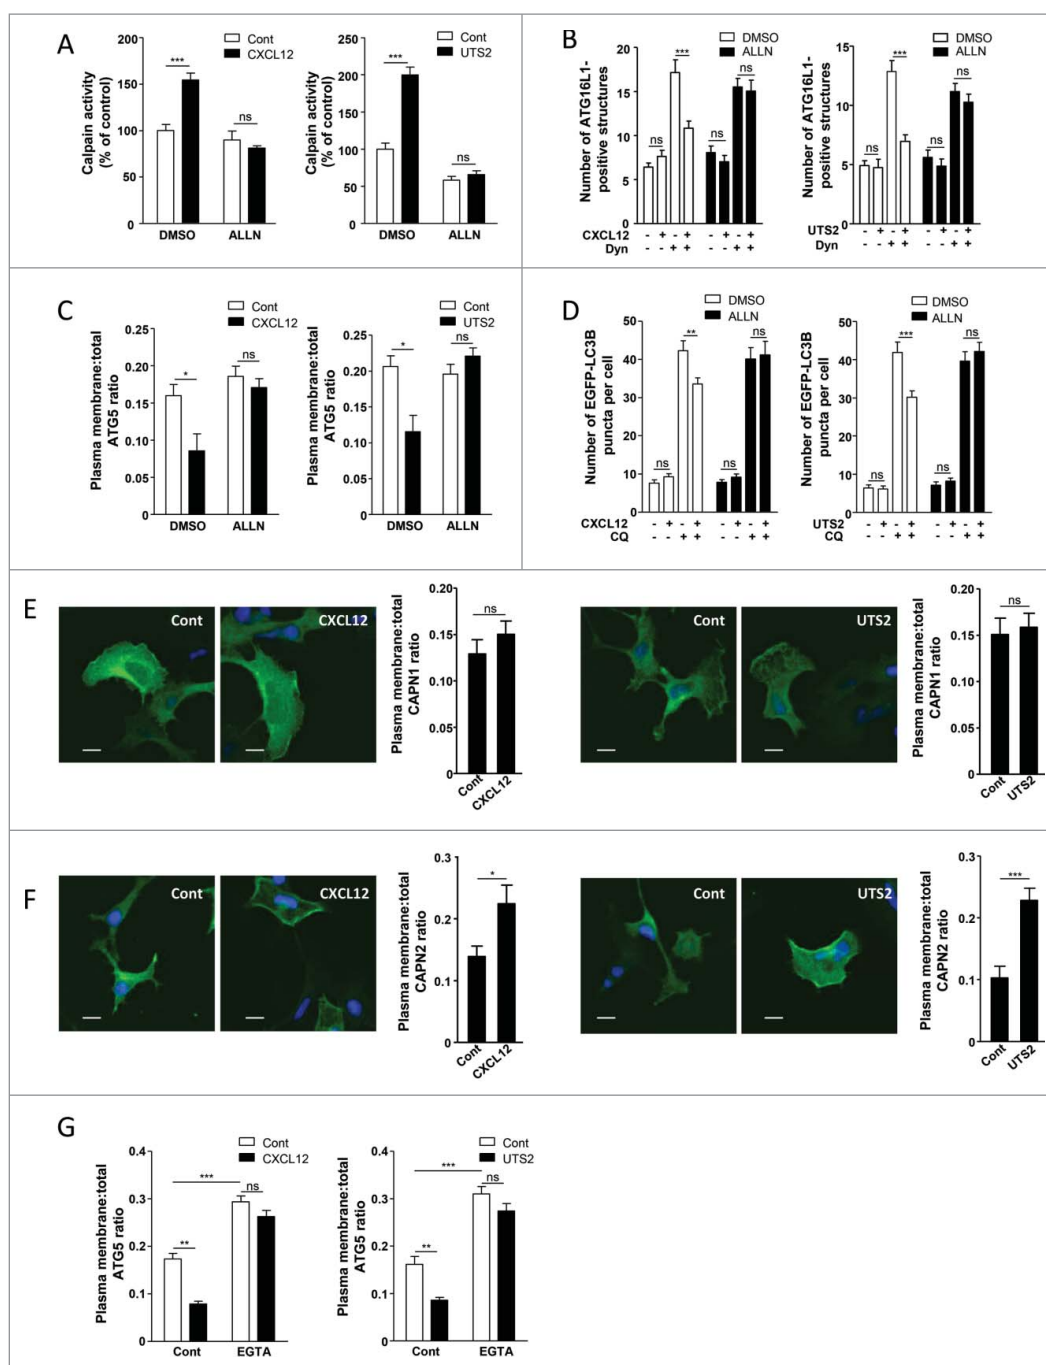 A
Calpain activity
(% of control)
200
150
100
50
0
Cont
CXCL12
***
ns
DMSO
ALLN
Calpain activity
(% of control)
250
200
150
100
50
0
Cont
UTS2
***
ns
DMSO
ALLN
B
Number of ATG16L1-
positive structures
20
15
10
5
0
DMSO
ALLN
ns
***
ns
ns
CXCL12 - + - + - + - +
Dyn - - + + - - + +
Number of ATG16L1-
positive structures
15
10
5
0
DMSO
ALLN
ns
***
ns
ns
UTS2 - + - + - + - +
Dyn - - + + - - + +
C
Plasma membrane:total
ATG5 ratio
0.25
0.20
0.15
0.10
0.05
0.00
Cont
CXCL12
*
ns
DMSO
ALLN
Plasma membrane:total
ATG5 ratio
0.25
0.20
0.15
0.10
0.05
0.00
Cont
UTS2
*
ns
DMSO
ALLN
D
Number of EGFP-LC3B
puncta per cell
50
40
30
20
10
0
DMSO
ALLN
ns
**
ns
ns
CXCL12 - + - + - + - +
CQ - - + + - - + +
Number of EGFP-LC3B
puncta per cell
50
40
30
20
10
0
DMSO
ALLN
ns
***
ns
ns
UTS2 - + - + - + - +
CQ - - + + - - + +
E
Cont
CXCL12
Plasma membrane:total
CAPN1 ratio
0.20
0.15
0.10
0.05
0
ns
Cont
CXCL12
Cont
UTS2
Plasma membrane:total
CAPN1 ratio
0.20
0.15
0.10
0.05
0
ns
Cont
UTS2
F
Cont
CXCL12
Plasma membrane:total
CAPN2 ratio
0.3
0.2
0.1
0
*
Cont
CXCL12
Cont
UTS2
Plasma membrane:total
CAPN2 ratio
0.3
0.2
0.1
0
***
Cont
UTS2
G
Plasma membrane:total
ATG5 ratio
0.4
0.3
0.2
0.1
0.0
Cont
CXCL12
***
**
ns
Cont
EGTA
Plasma membrane:total
ATG5 ratio
0.4
0.3
0.2
0.1
0.0
Cont
UTS2
***
**
ns
Cont
EGTA